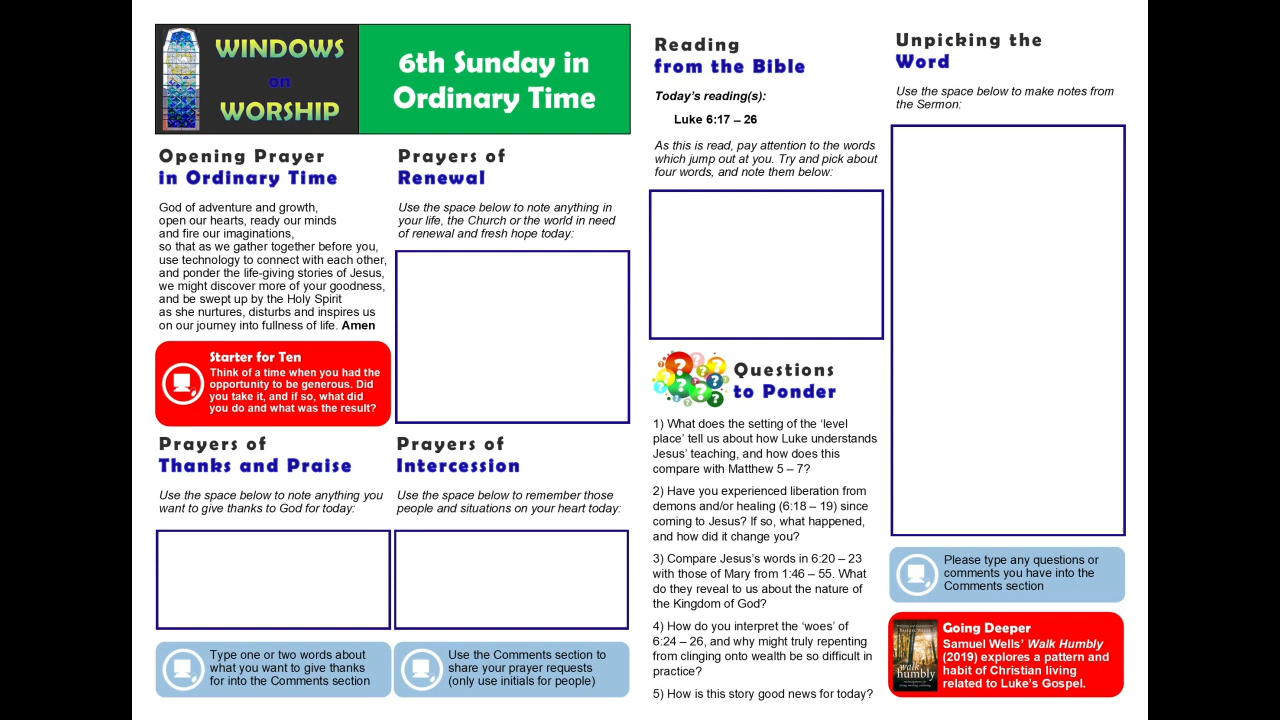 WINDOWS
on
WORSHIP
6th Sunday in
Ordinary Time
Opening Prayer
in Ordinary Time
God of adventure and growth,
open our hearts, ready our minds
and fire our imaginations,
so that as we gather together before you,
use technology to connect with each other,
and ponder the life-giving stories of Jesus,
we might discover more of your goodness,
and be swept up by the Holy Spirit
as she nurtures, disturbs and inspires us
on our journey into fullness of life. Amen
Starter for Ten
Think of a time when you had the
opportunity to be generous. Did
you take it, and if so, what did
you do and what was the result?
Prayers of
Renewal
Use the space below to note anything in
your life, the Church or the world in need
of renewal and fresh hope today:
Prayers of
Thanks and Praise
Use the space below to note anything you
want to give thanks to God for today:
Type one or two words about
what you want to give thanks
for into the Comments section
Prayers of
Intercession
Use the space below to remember those
people and situations on your heart today:
Use the Comments section to
share your prayer requests
(only use initials for people)
Reading
from the Bible
Today's reading(s):
Luke 6:17 – 26
As this is read, pay attention to the words
which jump out at you. Try and pick about
four words, and note them below:
Questions
to Ponder
1) What does the setting of the ‘level
place’ tell us about how Luke understands
Jesus’ teaching, and how does this
compare with Matthew 5 – 7?
2) Have you experienced liberation from
demons and/or healing (6:18 – 19) since
coming to Jesus? If so, what happened,
and how did it change you?
3) Compare Jesus’s words in 6:20 – 23
with those of Mary from 1:46 – 55. What
do they reveal to us about the nature of
the Kingdom of God?
4) How do you interpret the ‘woes’ of
6:24 – 26, and why might truly repenting
from clinging onto wealth be so difficult in
practice?
5) How is this story good news for today?
Unpicking the
Word
Use the space below to make notes from
the Sermon:
Please type any questions or
comments you have into the
Comments section
SAMUEL WELLS
walk
humbly
Going Deeper
Samuel Wells’ Walk Humbly
(2019) explores a pattern and
habit of Christian living
related to Luke’s Gospel.